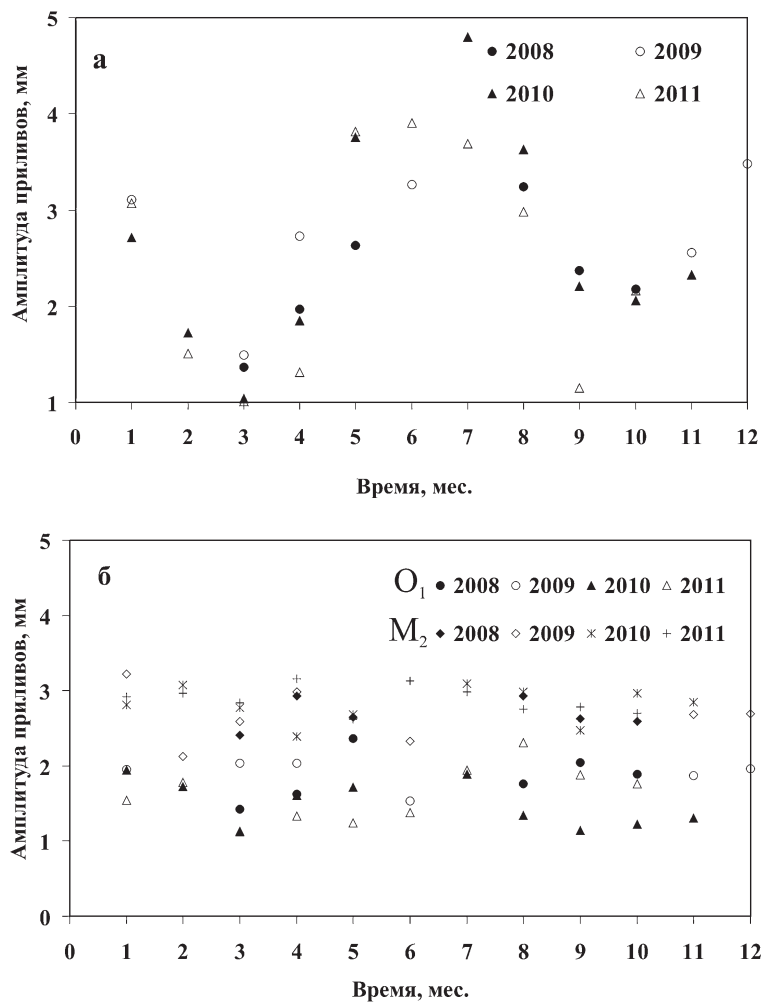 5
4
3
2
1
Амплитуда приливов, мм
а
2008 2009
2010 2011
0 1 2 3 4 5 6 7 8 9 10 11 12
Время, мес.
5
4
3
2
1
0
Амплитуда приливов, мм
б
O1 2008 2009 2010 2011
M2 2008 2009 2010 2011
0 1 2 3 4 5 6 7 8 9 10 11 12
Время, мес.